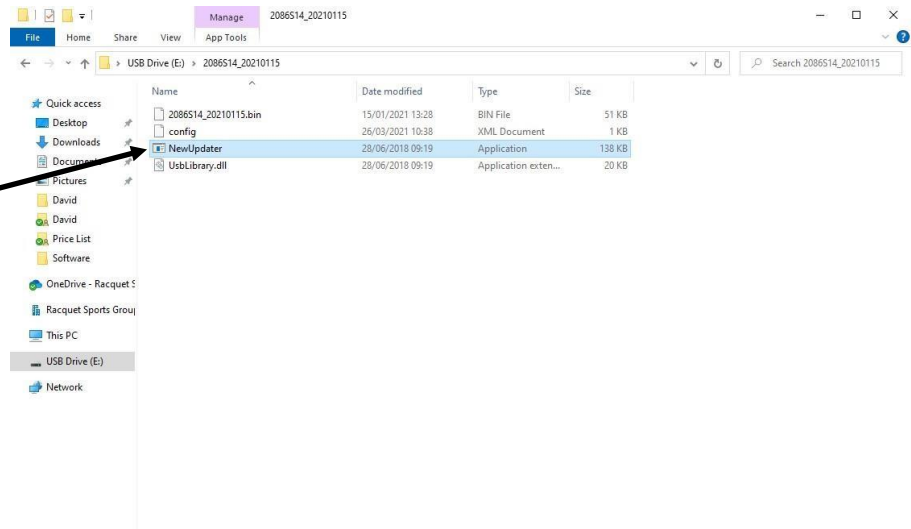 Manage 2086S14_20210115
File Home Share View App Tools
USB Drive (E:) 2086S14_20210115 Search 2086S14_20210115
Name Date modified Type Size
Quick access
Desktop
Downloads
Documents
Pictures
David
David
Price List
Software
OneDrive - Racquet S
Racquet Sports Group
This PC
USB Drive (E:)
Network
2086S14_20210115.bin 15/01/2021 13:28 BIN File 51 KB
config 26/03/2021 10:38 XML Document 1 KB
NewUpdater 28/06/2018 09:19 Application 138 KB
UsbLibrary.dll 28/06/2018 09:19 Application exten... 20 KB